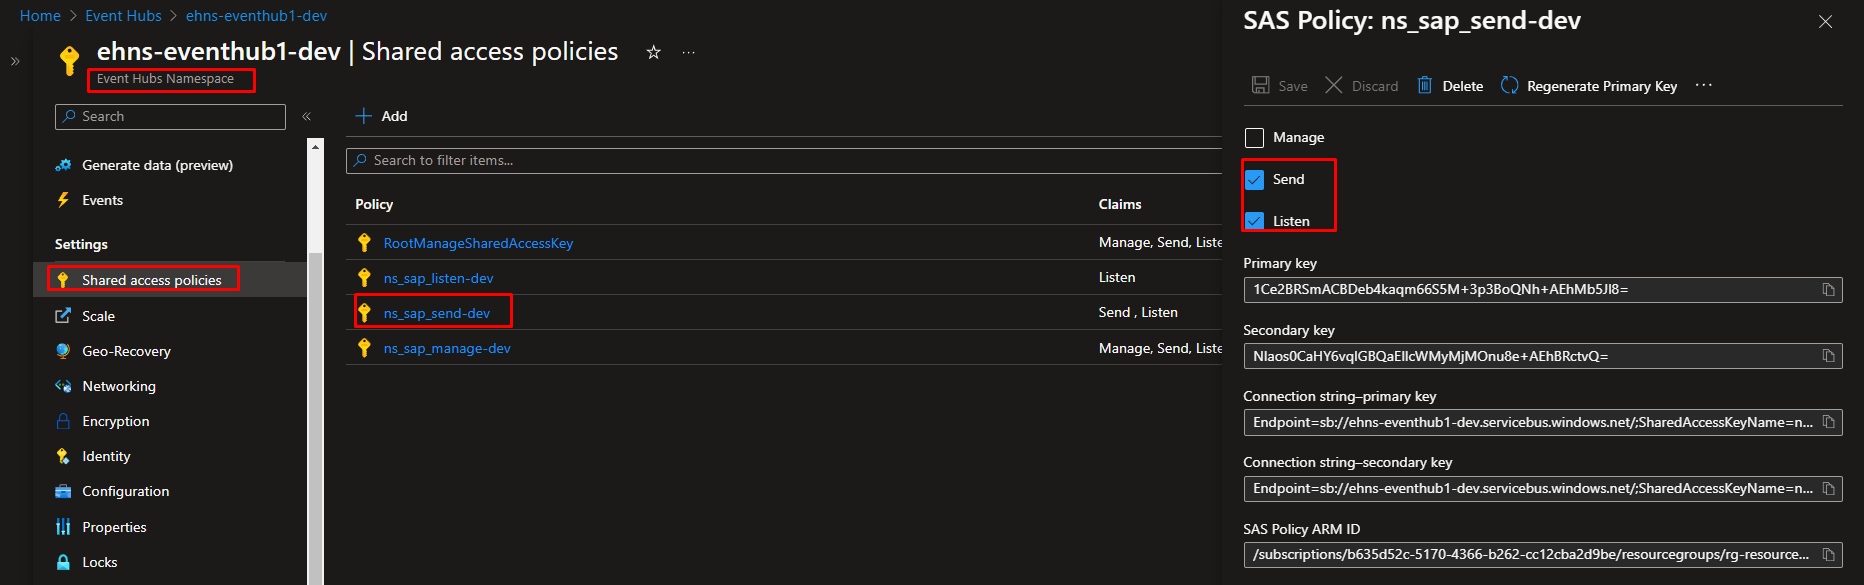 Home > Event Hubs > ehns-eventhub1-dev
ehns-eventhub1-dev | Shared access policies
Event Hubs Namespace
Search
Generate data (preview)
Events
Settings
Shared access policies
Scale
Geo-Recovery
Networking
Encryption
Identity
Configuration
Properties
Locks
Add
Search to filter items...
Policy Claims
RootManageSharedAccessKey Manage, Send, Liste
ns_sap_listen-dev Listen
ns_sap_send-dev Send , Listen
ns_sap_manage-dev Manage, Send, Liste
SAS Policy: ns_sap_send-dev
Save Discard Delete Regenerate Primary Key ...
Manage
Send
Listen
Primary key
1Ce2BRSmACBDeb4kaqm66S5M+3p3BoQNh+AEhMb5JI8=
Secondary key
NIaos0CaHY6vqIGBQaEllcWMyMjMOnu8e+AEhBRctvQ=
Connection string–primary key
Endpoint=sb://ehns-eventhub1-dev.servicebus.windows.net/;SharedAccessKeyName=n...
Connection string–secondary key
Endpoint=sb://ehns-eventhub1-dev.servicebus.windows.net/;SharedAccessKeyName=n...
SAS Policy ARM ID
/subscriptions/b635d52c-5170-4366-b262-cc12cba2d9be/resourcegroups/rg-resource...